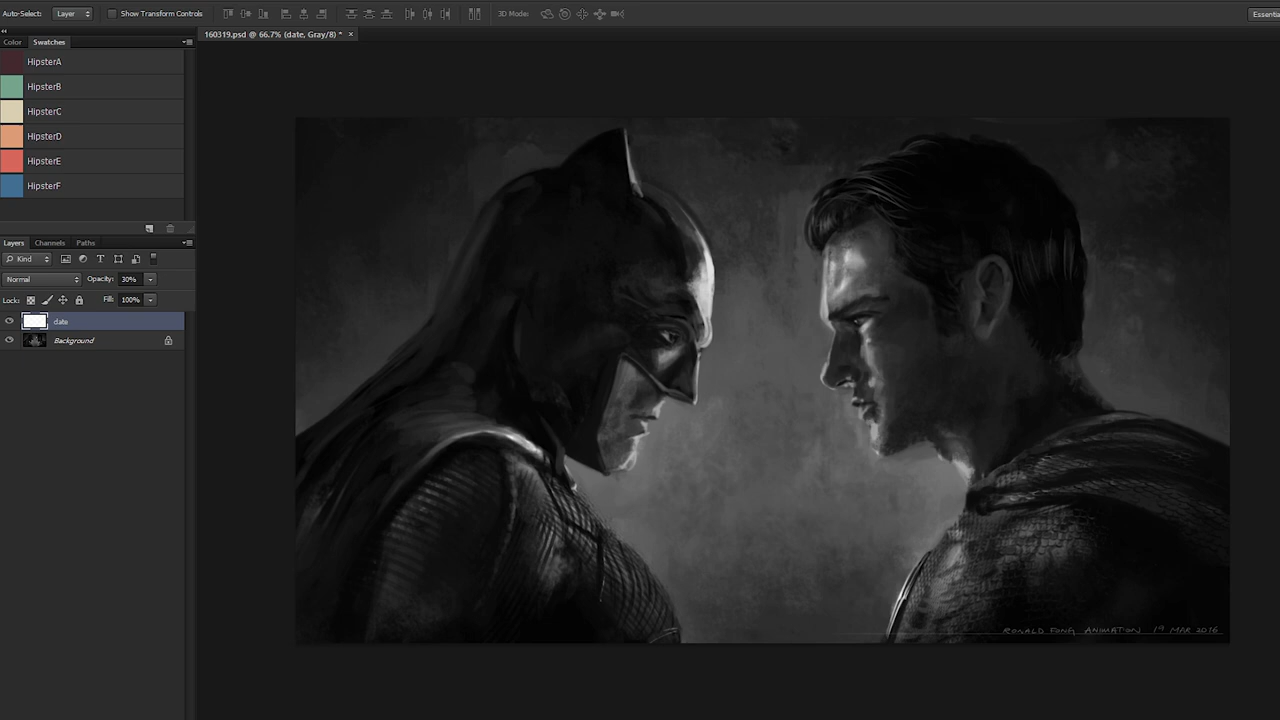 Auto-Select: Layer Show Transform Controls 3D Mode: Essentia
160319.psd @ 66.7% (date, Gray/8) * ×
Color Swatches
HipsterA
HipsterB
HipsterC
HipsterD
HipsterE
HipsterF
Layers Channels Paths
Kind
Normal Opacity: 30%
Lock: Fill: 100%
date
Background
RONALD FONG ANIMATION 19 MAR 2016